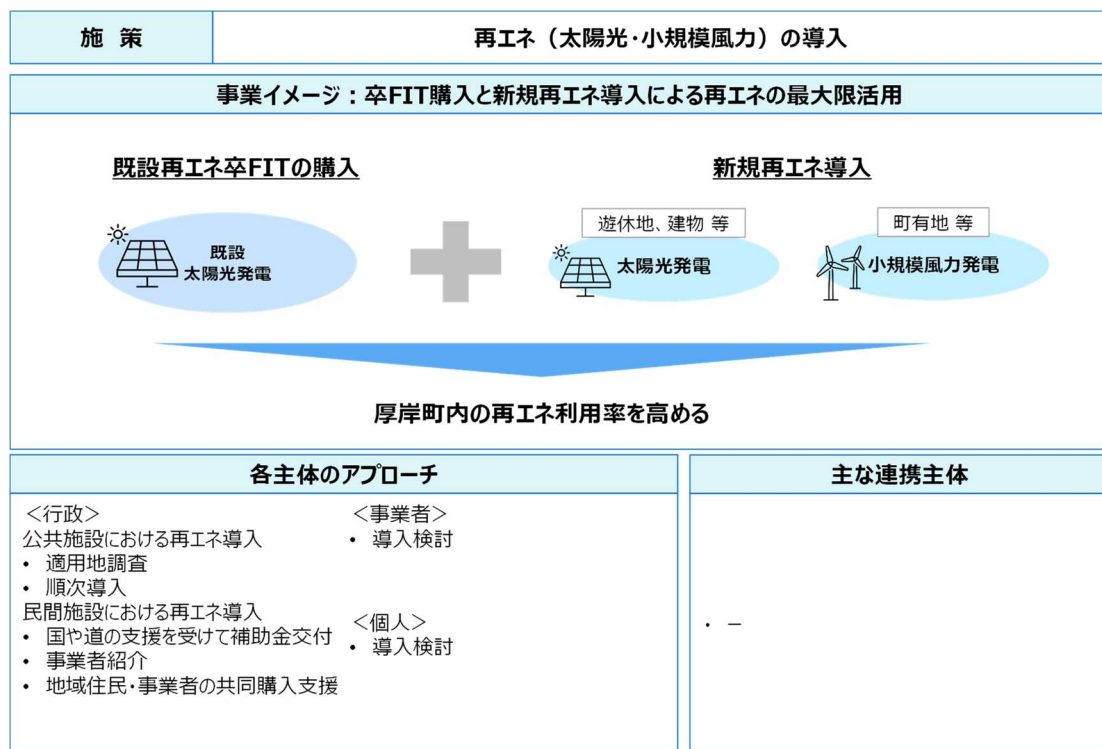 施 策
再エネ（太陽光・小規模風力）の導入
事業イメージ：卒FIT購入と新規再エネ導入による再エネの最大限活用
既設再エネ卒FITの購入
既設
太陽光発電
新規再エネ導入
遊休地、建物 等
太陽光発電
町有地 等
小規模風力発電
厚岸町内の再エネ利用率を高める
各主体のアプローチ
＜行政＞
公共施設における再エネ導入
• 適用地調査
• 順次導入
民間施設における再エネ導入
• 国や道の支援を受けて補助金交付
• 事業者紹介
• 地域住民・事業者の共同購入支援
＜事業者＞
• 導入検討
＜個人＞
• 導入検討
主な連携主体
• －